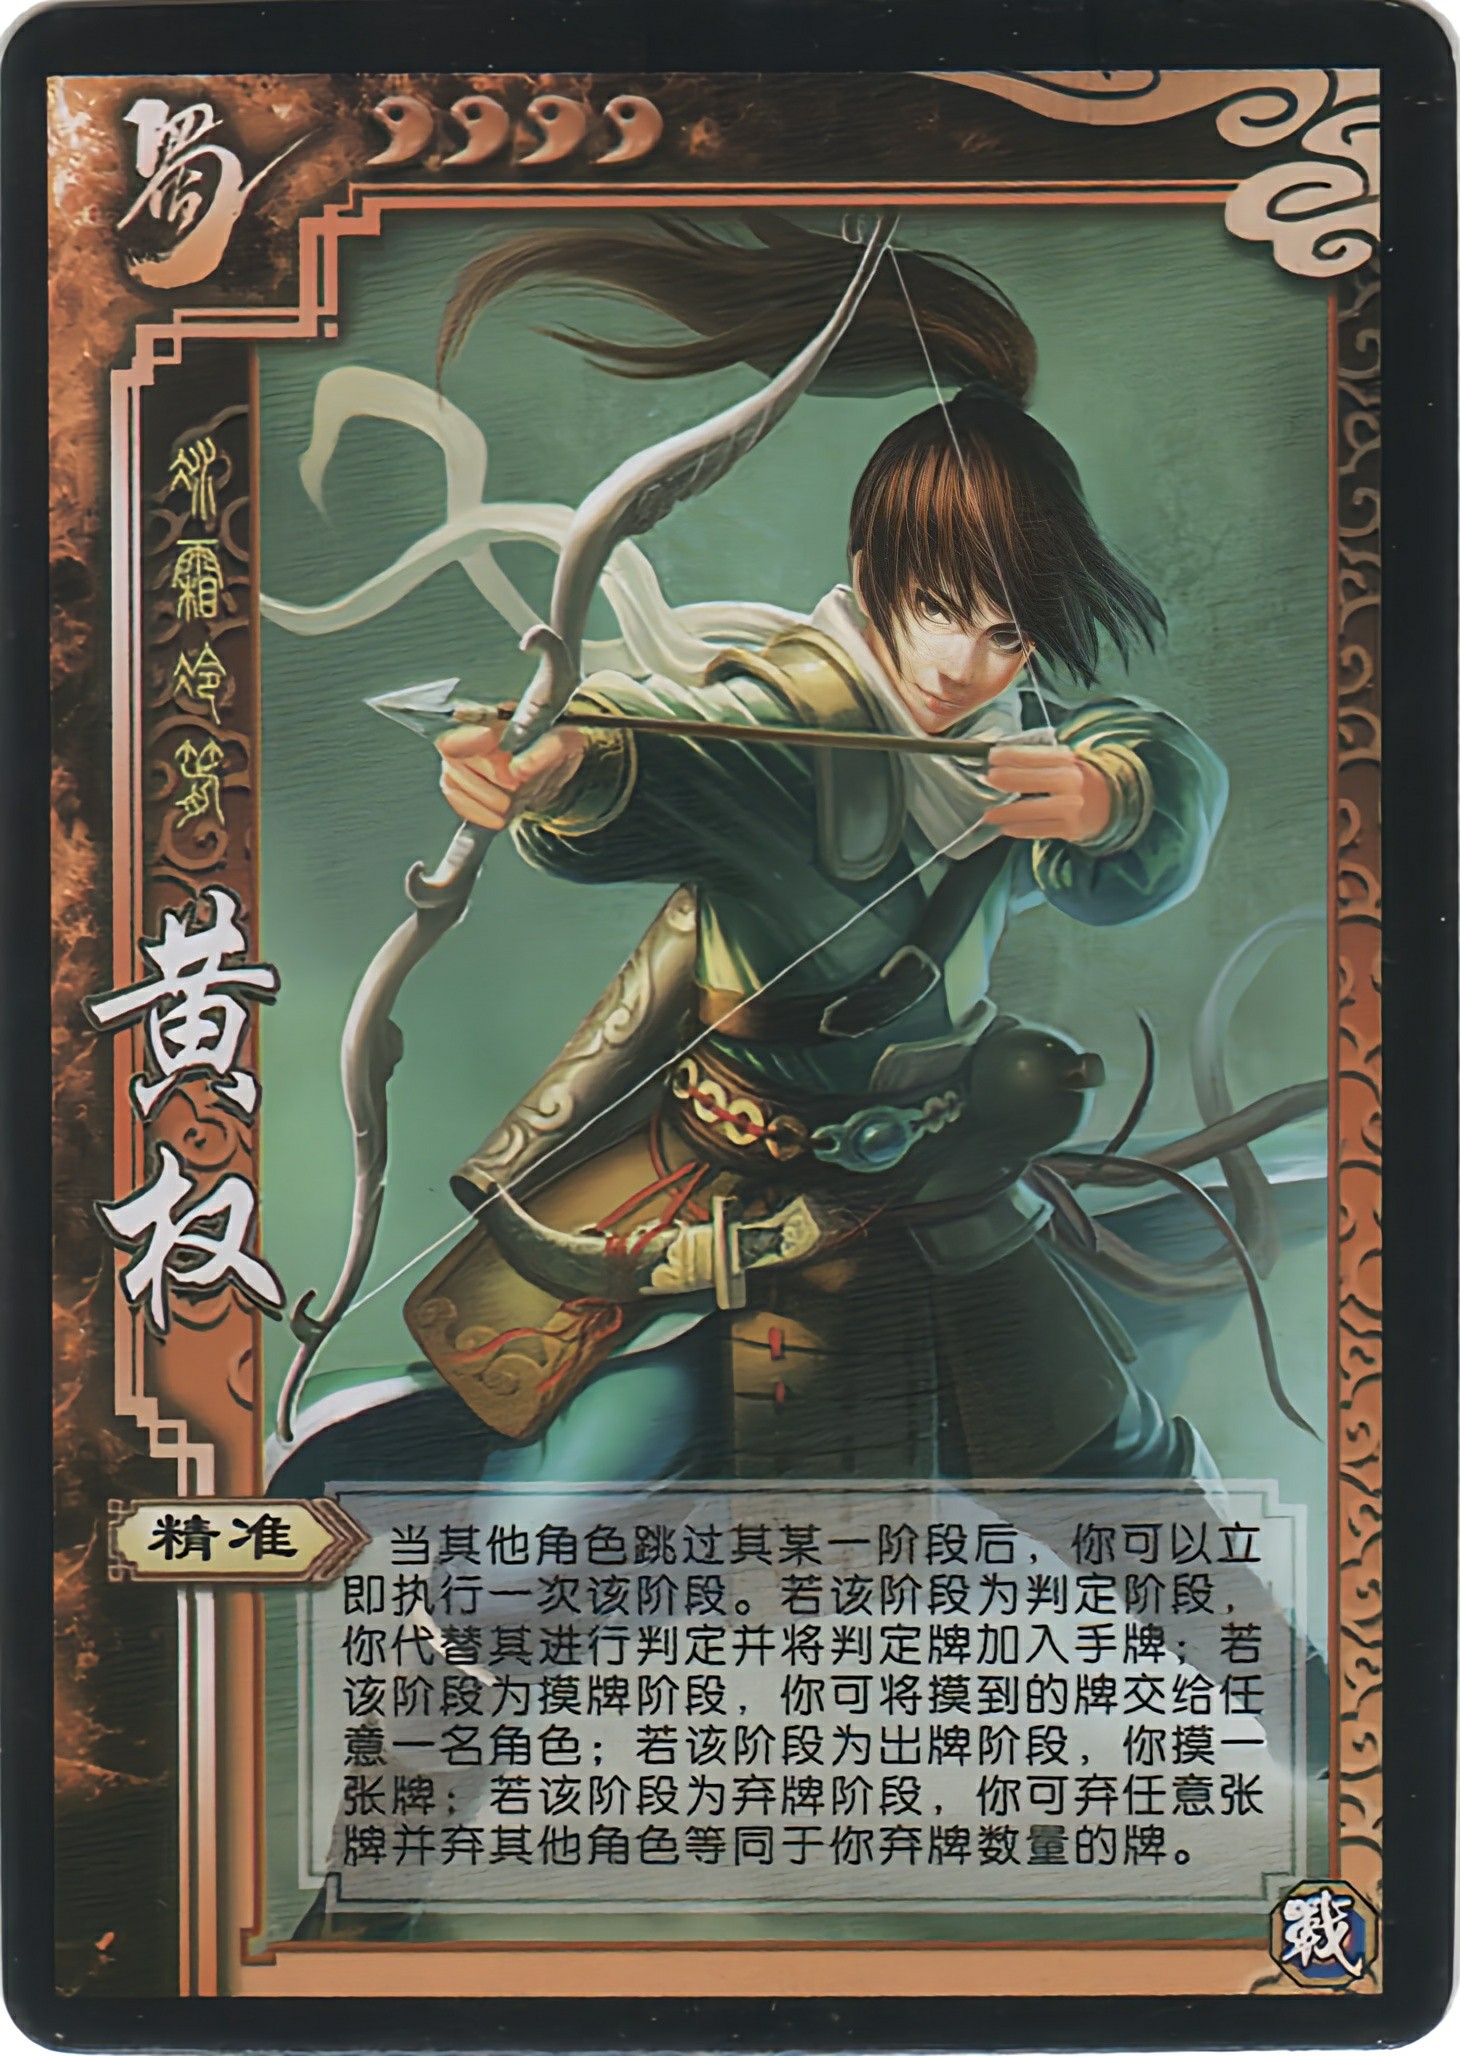 蜀
冰霜冷箭
黄权
精准
当其他角色跳过其某一阶段后，你可以立
即执行一次该阶段。若该阶段为判定阶段，
你代替其进行判定并将判定牌加入手牌；若
该阶段为摸牌阶段，你可将摸到的牌交给任
意一名角色；若该阶段为出牌阶段，你摸一
张牌；若该阶段为弃牌阶段，你可弃任意张
牌并弃其他角色等同于你弃牌数量的牌。
戰